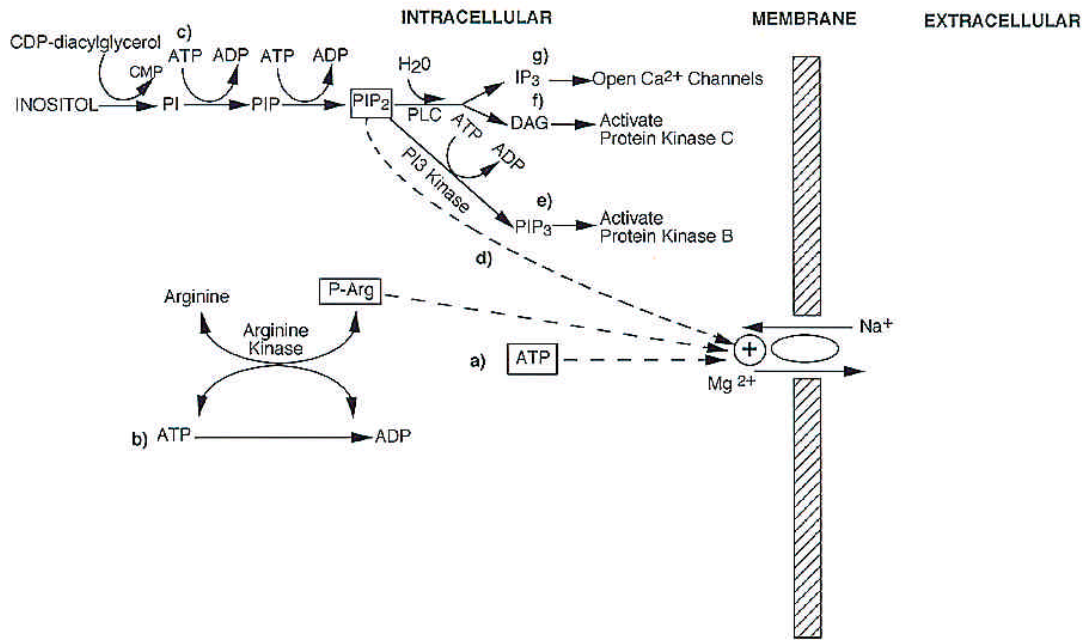 INTRACELLULAR MEMBRANE EXTRACELLULAR
CDP-diacylglycerol
c)
ATP ADP ATP ADP
CMP
H20
g)
IP3 Open Ca2+ Channels
INOSITOL PI PIP PIP2
PLC
f)
DAG Activate
Protein Kinase C
ATP
ADP
PI3 Kinase
e)
PIP3 Activate
Protein Kinase B
d)
Arginine
P-Arg
Arginine
Kinase
Na+
a) ATP
+
Mg 2+
b) ATP ADP